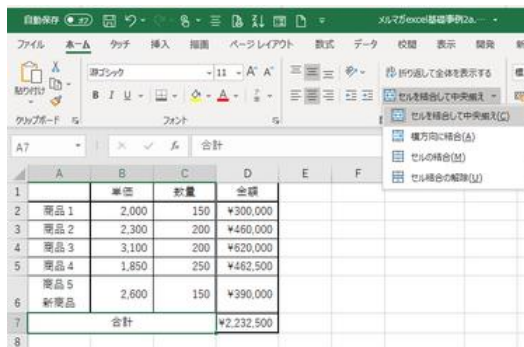 自動保存 オフ メルマガexcel基礎事例2a....
ファイル ホーム タッチ 挿入 描画 ページ レイアウト 数式 データ 校閲 表示 開発
貼り付け 游ゴシック 11 A^ A ab 折り返して全体を表示する 標
B I U A セルを結合して中央揃え
クリップボード フォント セルを結合して中央揃え(C)
横方向に結合(A)
セルの結合(M)
セル結合の解除(U)
A7 fx 合計
A B C D E F
1 単価 数量 金額
2 商品1 2,000 150 ¥300,000
3 商品2 2,300 200 ¥460,000
4 商品3 3,100 200 ¥620,000
5 商品4 1,850 250 ¥462,500
商品5
6 新商品 2,600 150 ¥390,000
7 合計 ¥2,232,500
8